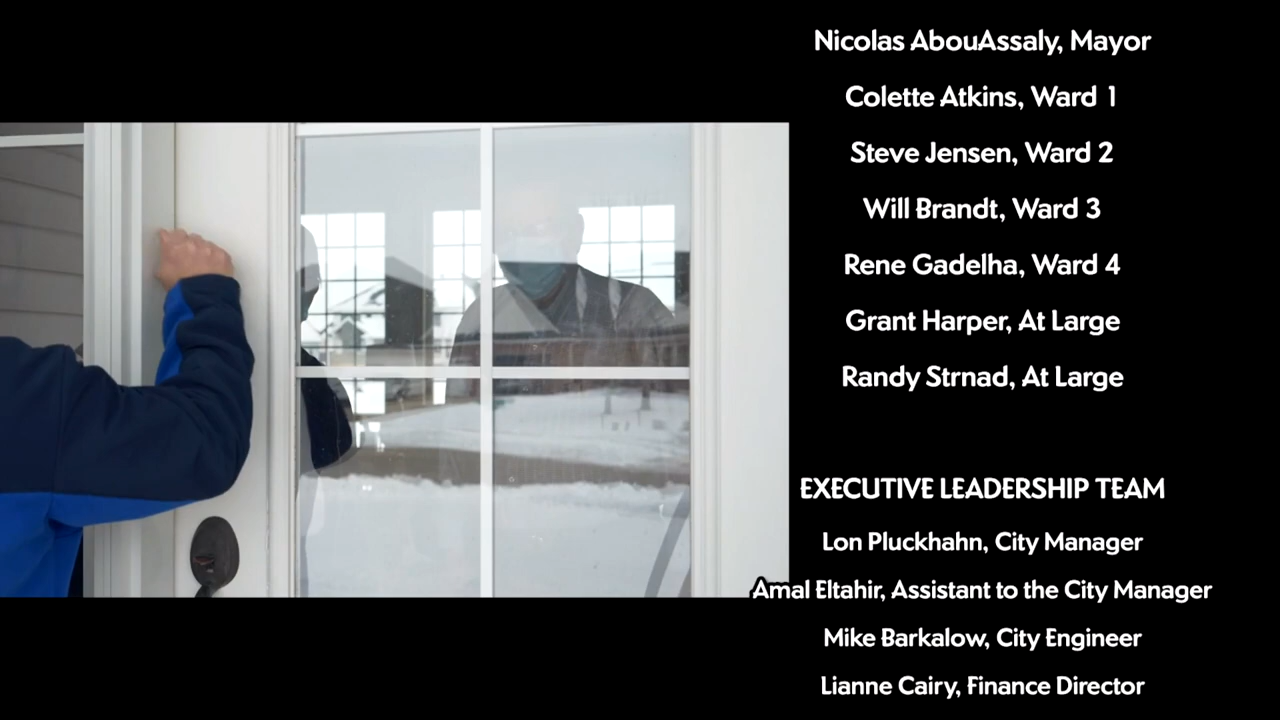 Nicolas AbouAssaly, Mayor
Colette Atkins, Ward 1
Steve Jensen, Ward 2
Will Brandt, Ward 3
Rene Gadelha, Ward 4
Grant Harper, At Large
Randy Strnad, At Large
EXECUTIVE LEADERSHIP TEAM
Lon Pluckhahn, City Manager
Amal Eltahir, Assistant to the City Manager
Mike Barkalow, City Engineer
Lianne Cairy, Finance Director